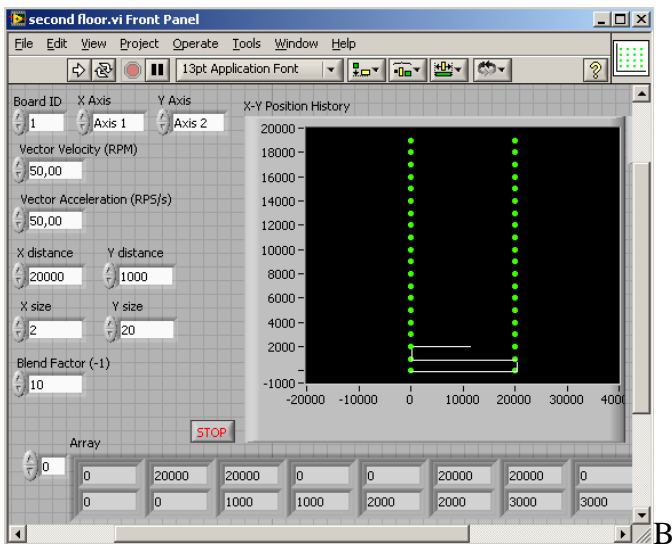 second floor.vi Front Panel
File Edit View Project Operate Tools Window Help
13pt Application Font
Board ID X Axis Y Axis
1 Axis 1 Axis 2
Vector Velocity (RPM)
50,00
Vector Acceleration (RPS/s)
50,00
X distance Y distance
20000 1000
X size Y size
2 20
Blend Factor (-1)
10
X-Y Position History
20000
18000
16000
14000
12000
10000
8000
6000
4000
2000
-1000
-20000 -10000 0 10000 20000 30000
STOP
Array
0
0 20000 20000 0 0 20000 20000 0
0 0 1000 1000 2000 2000 3000 3000
B